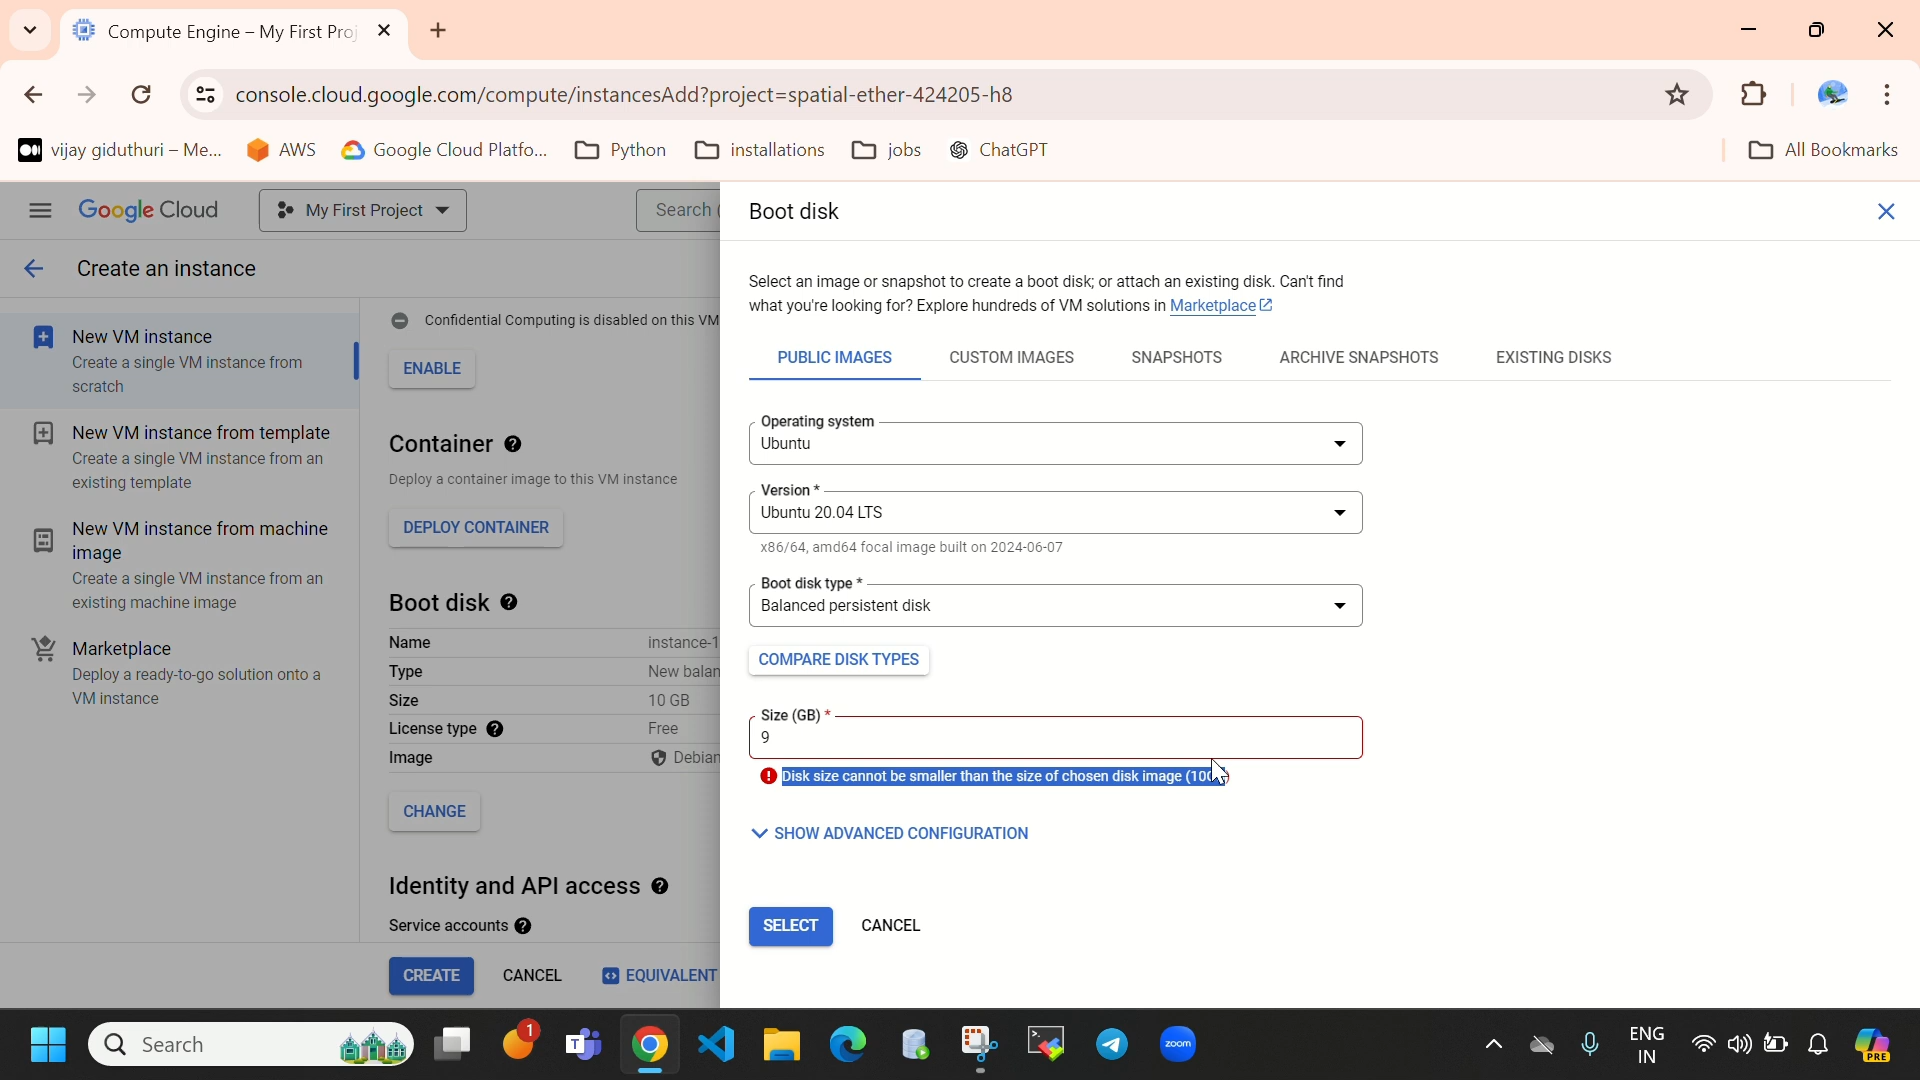 Compute Engine – My First Proj
console.cloud.google.com/compute/instancesAdd?project=spatial-ether-424205-h8
vijay giduthuri – Me...
AWS
Google Cloud Platfo...
Python
installations
jobs
ChatGPT
All Bookmarks
Google Cloud
My First Project
Search (
Create an instance
New VM instance
Create a single VM instance from
scratch
New VM instance from template
Create a single VM instance from an
existing template
New VM instance from machine
image
Create a single VM instance from an
existing machine image
Marketplace
Deploy a ready-to-go solution onto a
VM instance
Confidential Computing is disabled on this VM
ENABLE
Container
Deploy a container image to this VM instance
DEPLOY CONTAINER
Boot disk
Name instance-1
Type New balan
Size 10 GB
License type Free
Image Debian
CHANGE
Identity and API access
Service accounts
CREATE
CANCEL
EQUIVALENT
Boot disk
Select an image or snapshot to create a boot disk; or attach an existing disk. Can't find
what you're looking for? Explore hundreds of VM solutions in Marketplace
PUBLIC IMAGES
CUSTOM IMAGES
SNAPSHOTS
ARCHIVE SNAPSHOTS
EXISTING DISKS
Operating system
Ubuntu
Version *
Ubuntu 20.04 LTS
x86/64, amd64 focal image built on 2024-06-07
Boot disk type *
Balanced persistent disk
COMPARE DISK TYPES
Size (GB) *
9
Disk size cannot be smaller than the size of chosen disk image
SHOW ADVANCED CONFIGURATION
SELECT
CANCEL
Search
1
zoom
ENG
IN
PRE